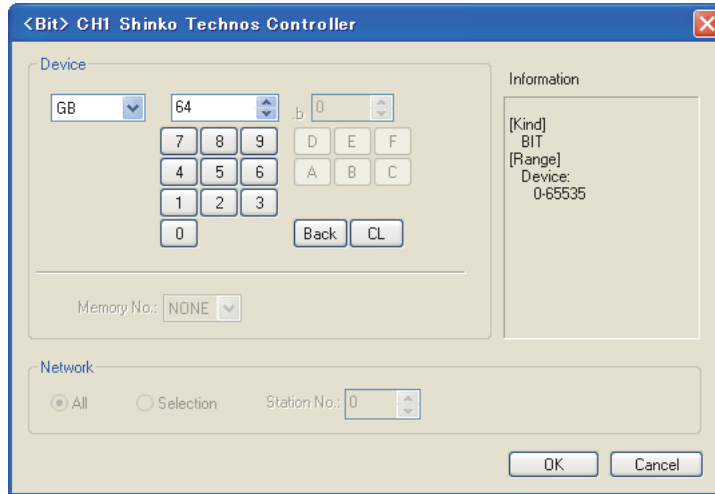 <Bit> CH1 Shinko Technos Controller
Device
GB 64 .b 0
7 8 9 D E F
4 5 6 A B C
1 2 3
0 Back CL
Memory No.: NONE
Information
[Kind]
BIT
[Range]
Device:
0-65535
Network
All Selection Station No.: 0
OK Cancel